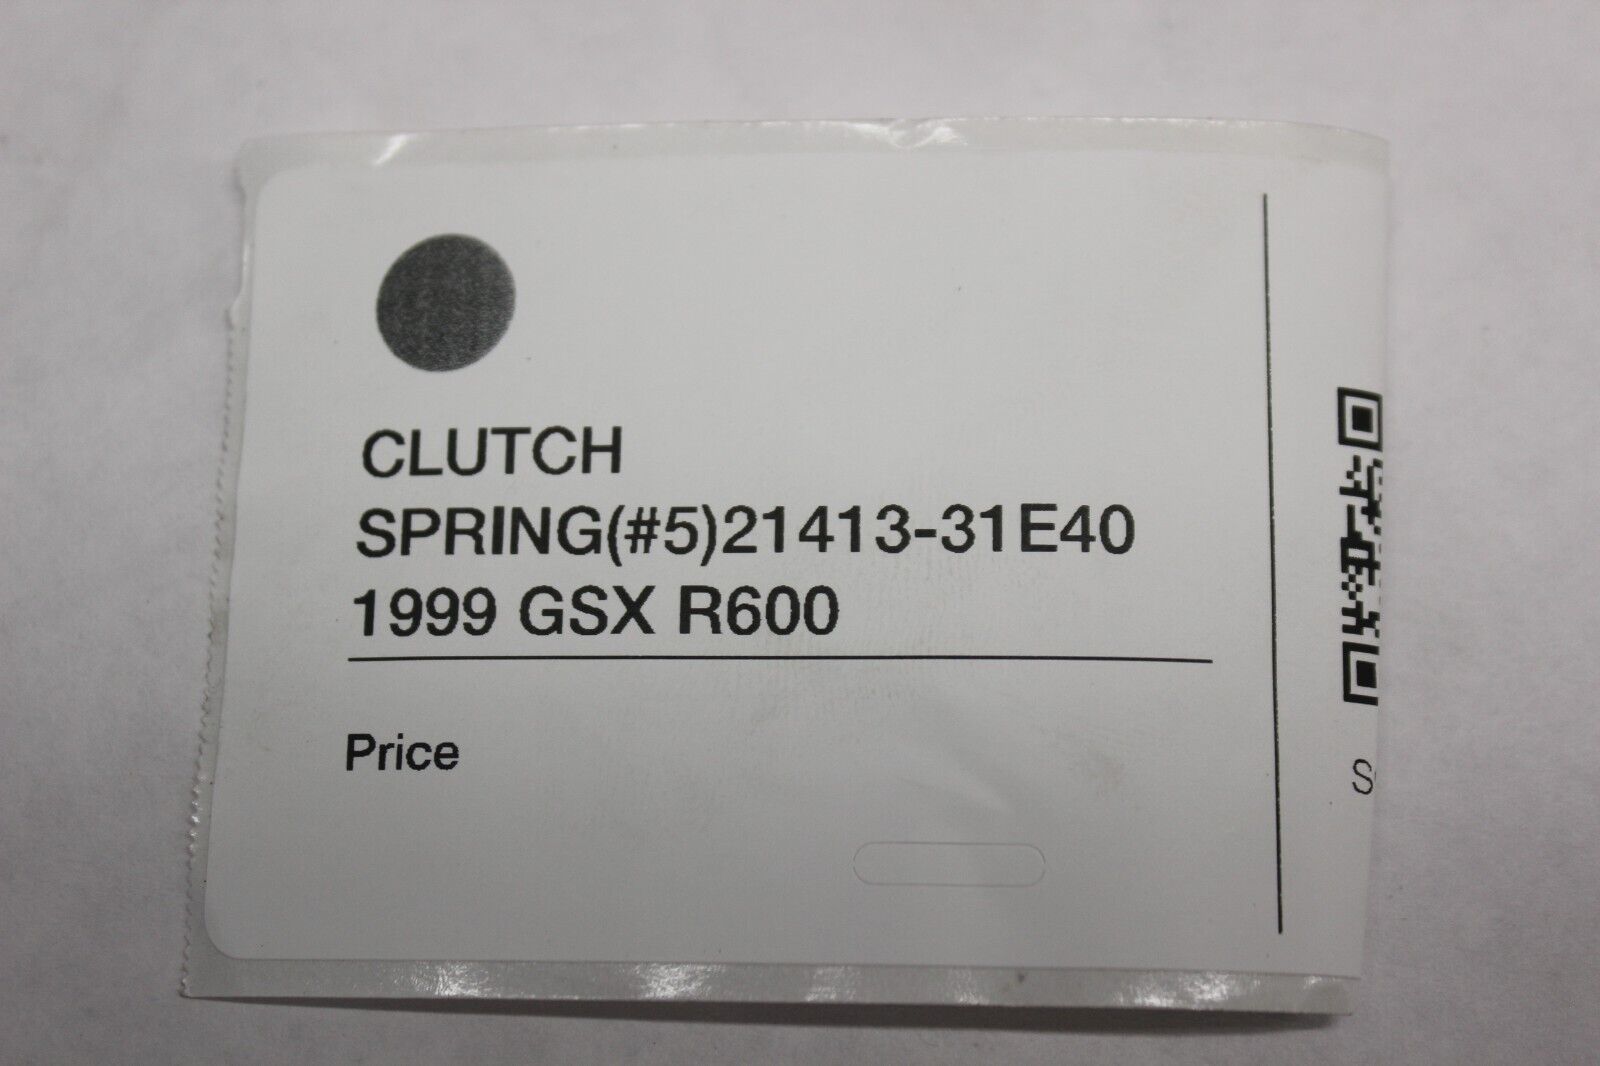 CLUTCH
SPRING(#5)21413-31E40
1999 GSX R600
Price